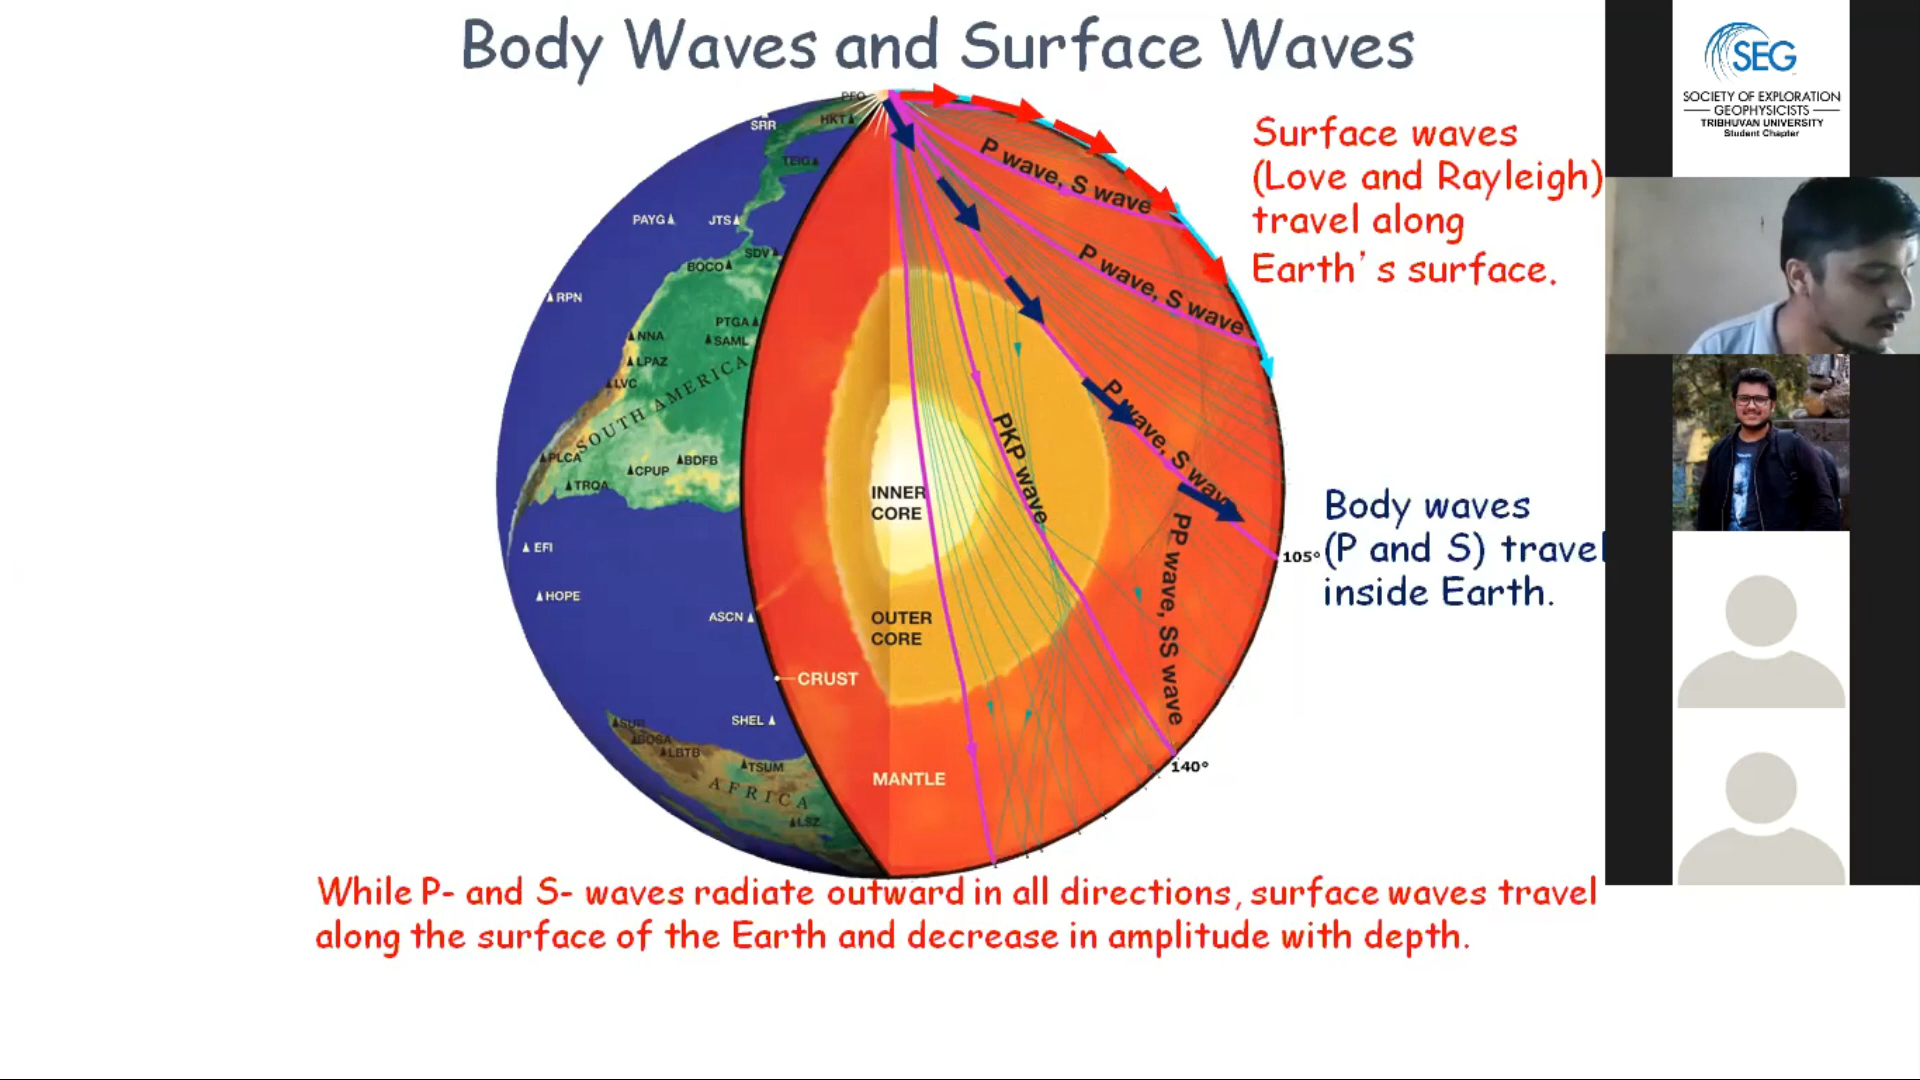 Body Waves and Surface Waves
SEG
SOCIETY OF EXPLORATION
GEOPHYSICISTS
TRIBHUVAN UNIVERSITY
Student Chapter
Surface waves
(Love and Rayleigh)
travel along
Earth's surface.
Body waves
(P and S) travel
inside Earth.
PFO
SRR
HKT
TEIG
PAYG
JTS
SDV
BOCO
RPN
PTGA
NNA
SAML
LPAZ
LVC
SOUTH AMERICA
PLCA
CPUP
BDFB
TRQA
EFI
HOPE
ASCN
CRUST
SHEL
SUR
BOSA
LBTB
TSUM
AFRICA
LSZ
P wave, S wave
P wave, S wave
P wave, S wave
PKP wave
PP wave, SS wave
INNER
CORE
OUTER
CORE
MANTLE
105°
140°
While P- and S- waves radiate outward in all directions, surface waves travel
along the surface of the Earth and decrease in amplitude with depth.